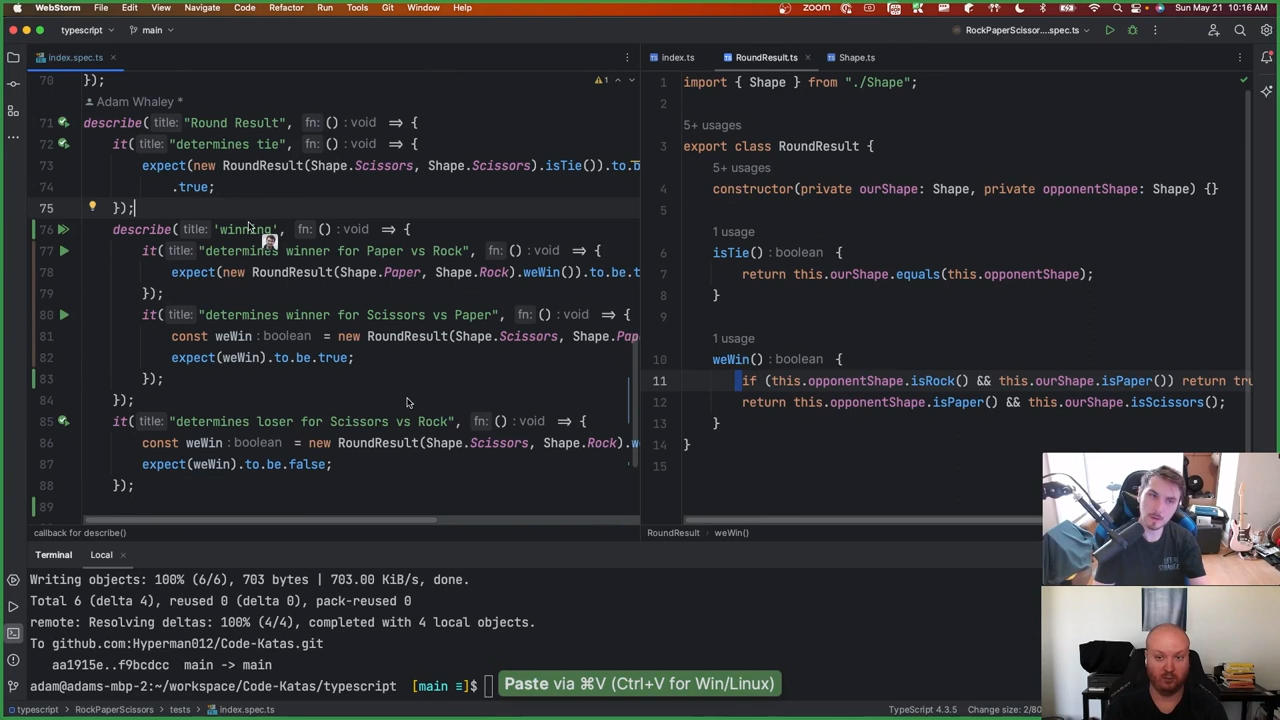 WebStorm File Edit View Navigate Code Refactor Run Tools Git Window Help zoom Sun May 21 10:16 AM
typescript main RockPaperScissor....spec.ts
index.spec.ts index.ts RoundResult.ts Shape.ts
70 });
Adam Whaley *
71 describe( title: "Round Result", fn: () : void => {
72 it( title: "determines tie", fn: () : void => {
73 expect(new RoundResult(Shape.Scissors, Shape.Scissors).isTie()).to.b
74 .true;
75 });
76 describe( title: 'winning', fn: () : void => {
77 it( title: "determines winner for Paper vs Rock", fn: () : void => {
78 expect(new RoundResult(Shape.Paper, Shape.Rock).weWin()).to.be.t
79 });
80 it( title: "determines winner for Scissors vs Paper", fn: () : void => {
81 const weWin : boolean = new RoundResult(Shape.Scissors, Shape.Pap
82 expect(weWin).to.be.true;
83 });
84 });
85 it( title: "determines loser for Scissors vs Rock", fn: () : void => {
86 const weWin : boolean = new RoundResult(Shape.Scissors, Shape.Rock).w
87 expect(weWin).to.be.false;
88 });
89
callback for describe()
1 import { Shape } from "./Shape";
2
5+ usages
3 export class RoundResult {
5+ usages
4 constructor(private ourShape: Shape, private opponentShape: Shape) {}
5
1 usage
6 isTie() : boolean {
7 return this.ourShape.equals(this.opponentShape);
8 }
9
1 usage
10 weWin() : boolean {
11 if (this.opponentShape.isRock() && this.ourShape.isPaper()) return tru
12 return this.opponentShape.isPaper() && this.ourShape.isScissors();
13 }
14 }
15
RoundResult weWin()
Terminal Local
Writing objects: 100% (6/6), 703 bytes | 703.00 KiB/s, done.
Total 6 (delta 4), reused 0 (delta 0), pack-reused 0
remote: Resolving deltas: 100% (4/4), completed with 4 local objects.
To github.com:Hyperman012/Code-Katas.git
aa1915e..f9bcdcc main -> main
adam@adams-mbp-2:~/workspace/Code-Katas/typescript [main ≡]$
Paste via ⌘V (Ctrl+V for Win/Linux)
typescript RockPaperScissors tests index.spec.ts TypeScript 4.3.5 Change size: 2/80